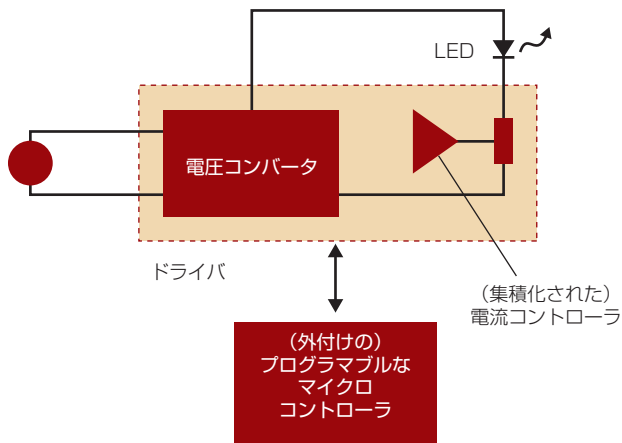 LED
電圧コンバータ
ドライバ
（集積化された）
電流コントローラ
（外付けの）
プログラマブルな
マイクロ
コントローラ